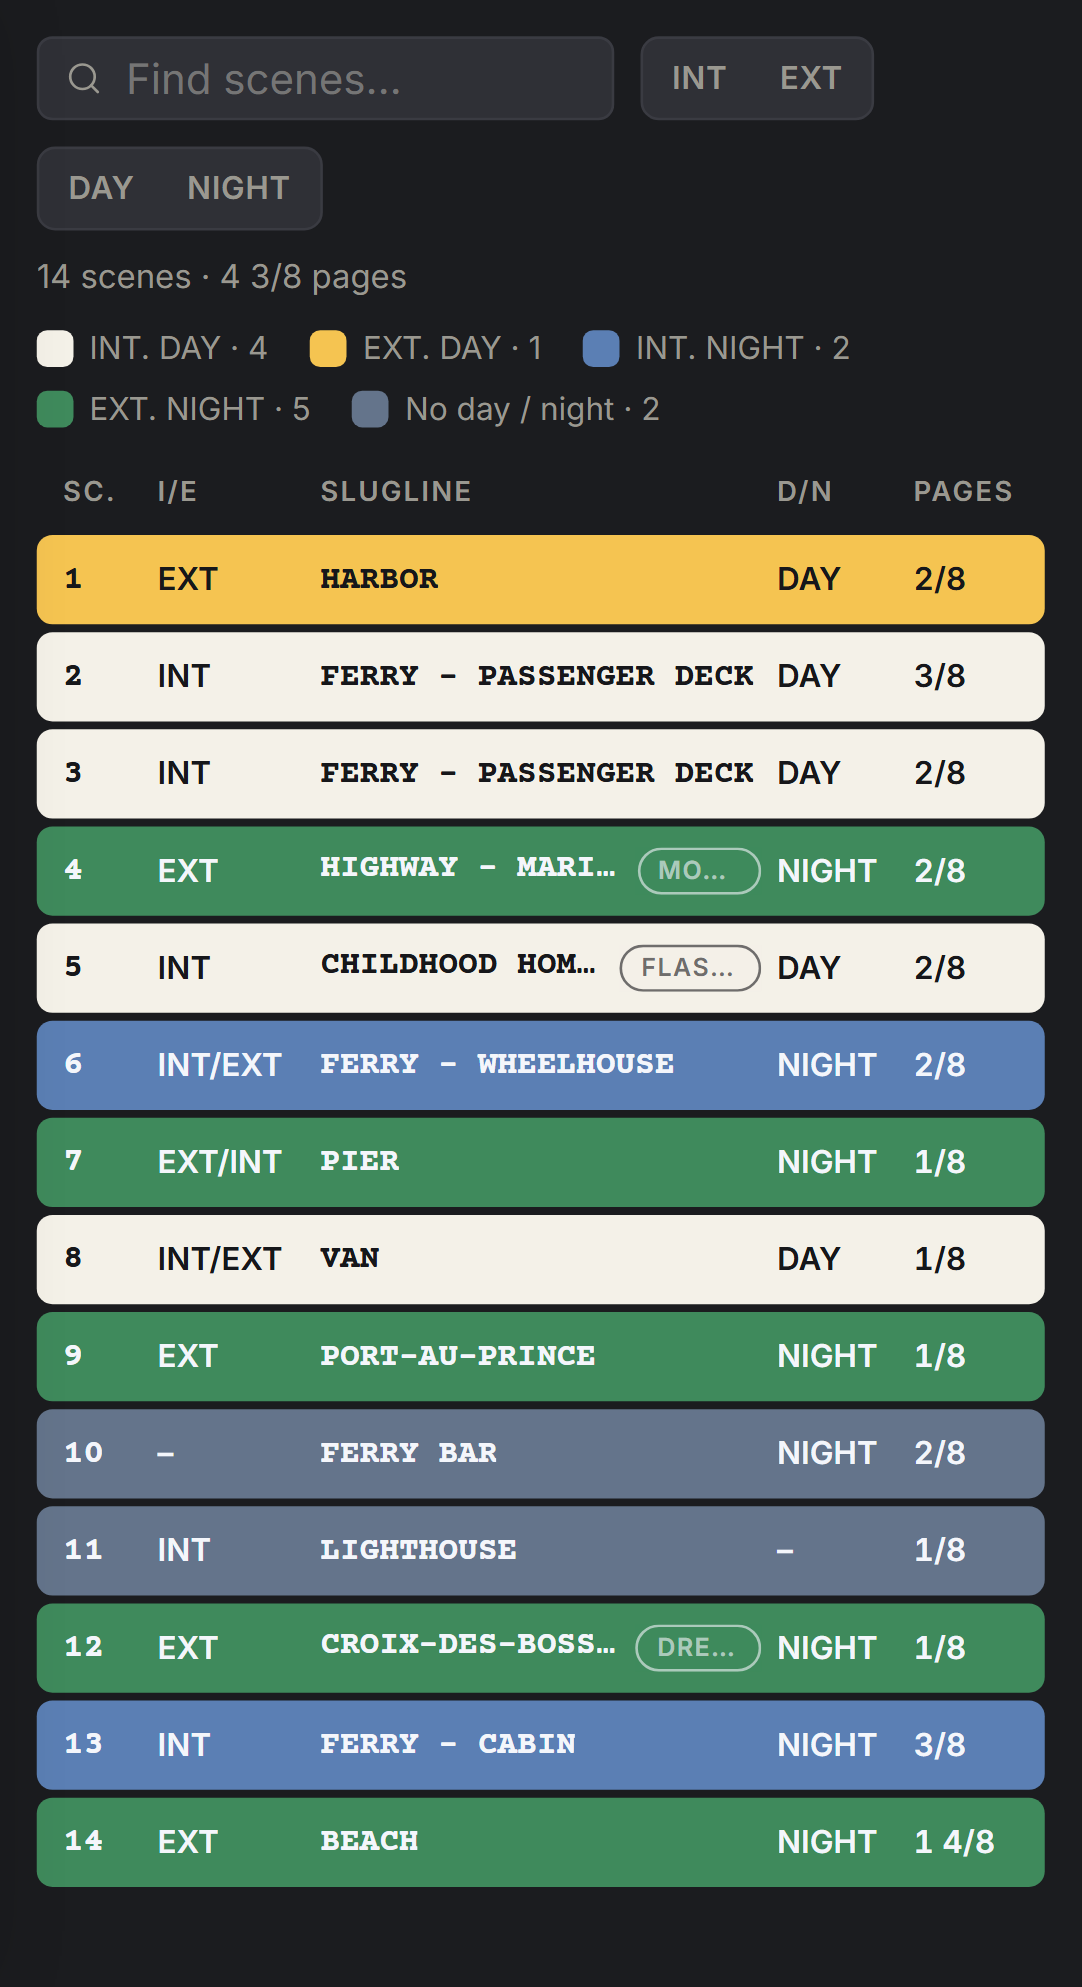 Find scenes...
INT EXT
DAY NIGHT
14 scenes · 4 3/8 pages
INT. DAY · 4 EXT. DAY · 1 INT. NIGHT · 2
EXT. NIGHT · 5 No day / night · 2
SC. I/E SLUGLINE D/N PAGES
1 EXT HARBOR DAY 2/8
2 INT FERRY - PASSENGER DECK DAY 3/8
3 INT FERRY - PASSENGER DECK DAY 2/8
4 EXT HIGHWAY - MARI… MO… NIGHT 2/8
5 INT CHILDHOOD HOM… FLAS… DAY 2/8
6 INT/EXT FERRY - WHEELHOUSE NIGHT 2/8
7 EXT/INT PIER NIGHT 1/8
8 INT/EXT VAN DAY 1/8
9 EXT PORT-AU-PRINCE NIGHT 1/8
10 – FERRY BAR NIGHT 2/8
11 INT LIGHTHOUSE – 1/8
12 EXT CROIX-DES-BOSS… DRE… NIGHT 1/8
13 INT FERRY - CABIN NIGHT 3/8
14 EXT BEACH NIGHT 1 4/8